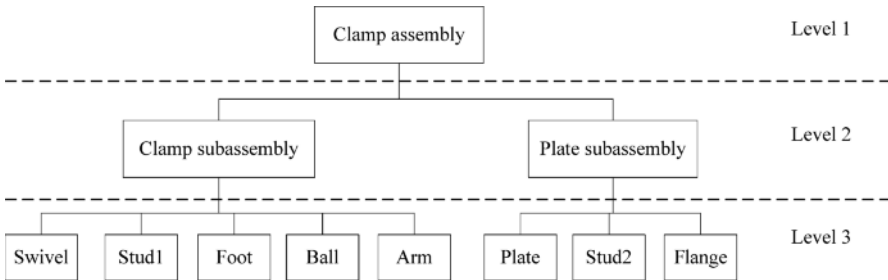 Clamp assembly
Level 1
Clamp subassembly
Plate subassembly
Level 2
Swivel
Stud1
Foot
Ball
Arm
Plate
Stud2
Flange
Level 3